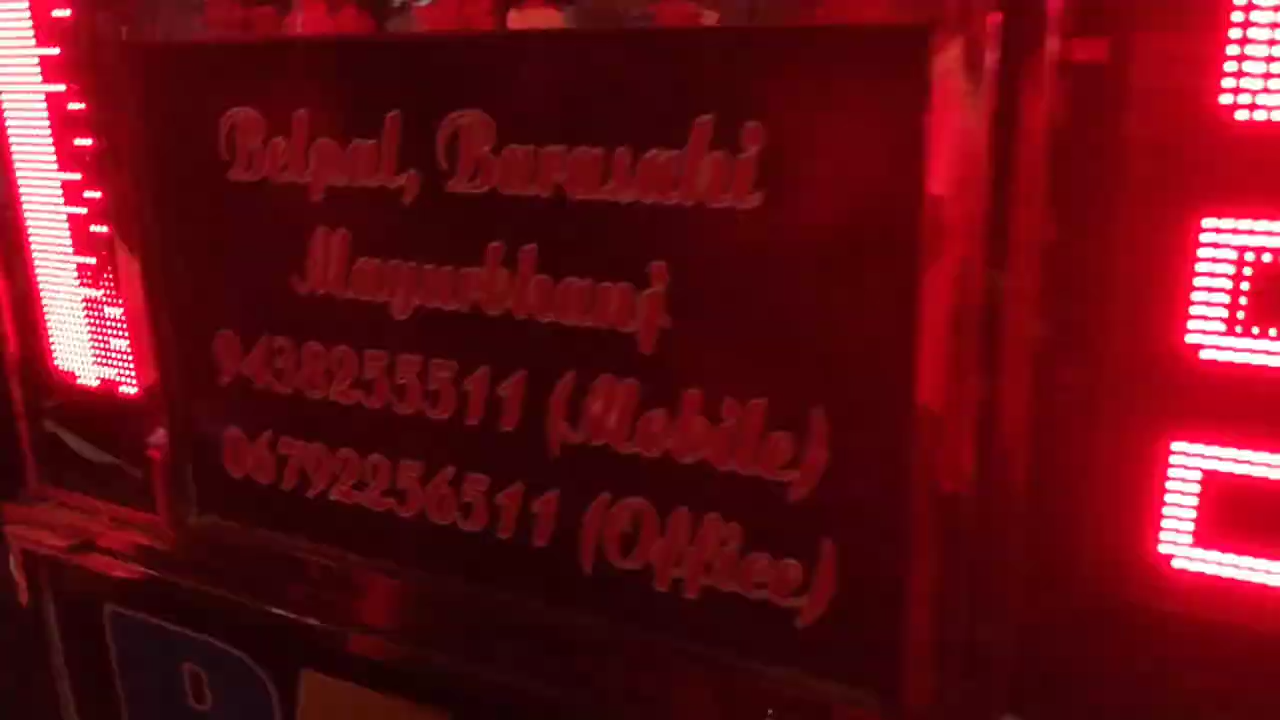 Belpal, Barasahi
Mayurbhanj
9438255511 (Mobile)
06792256511 (Office)